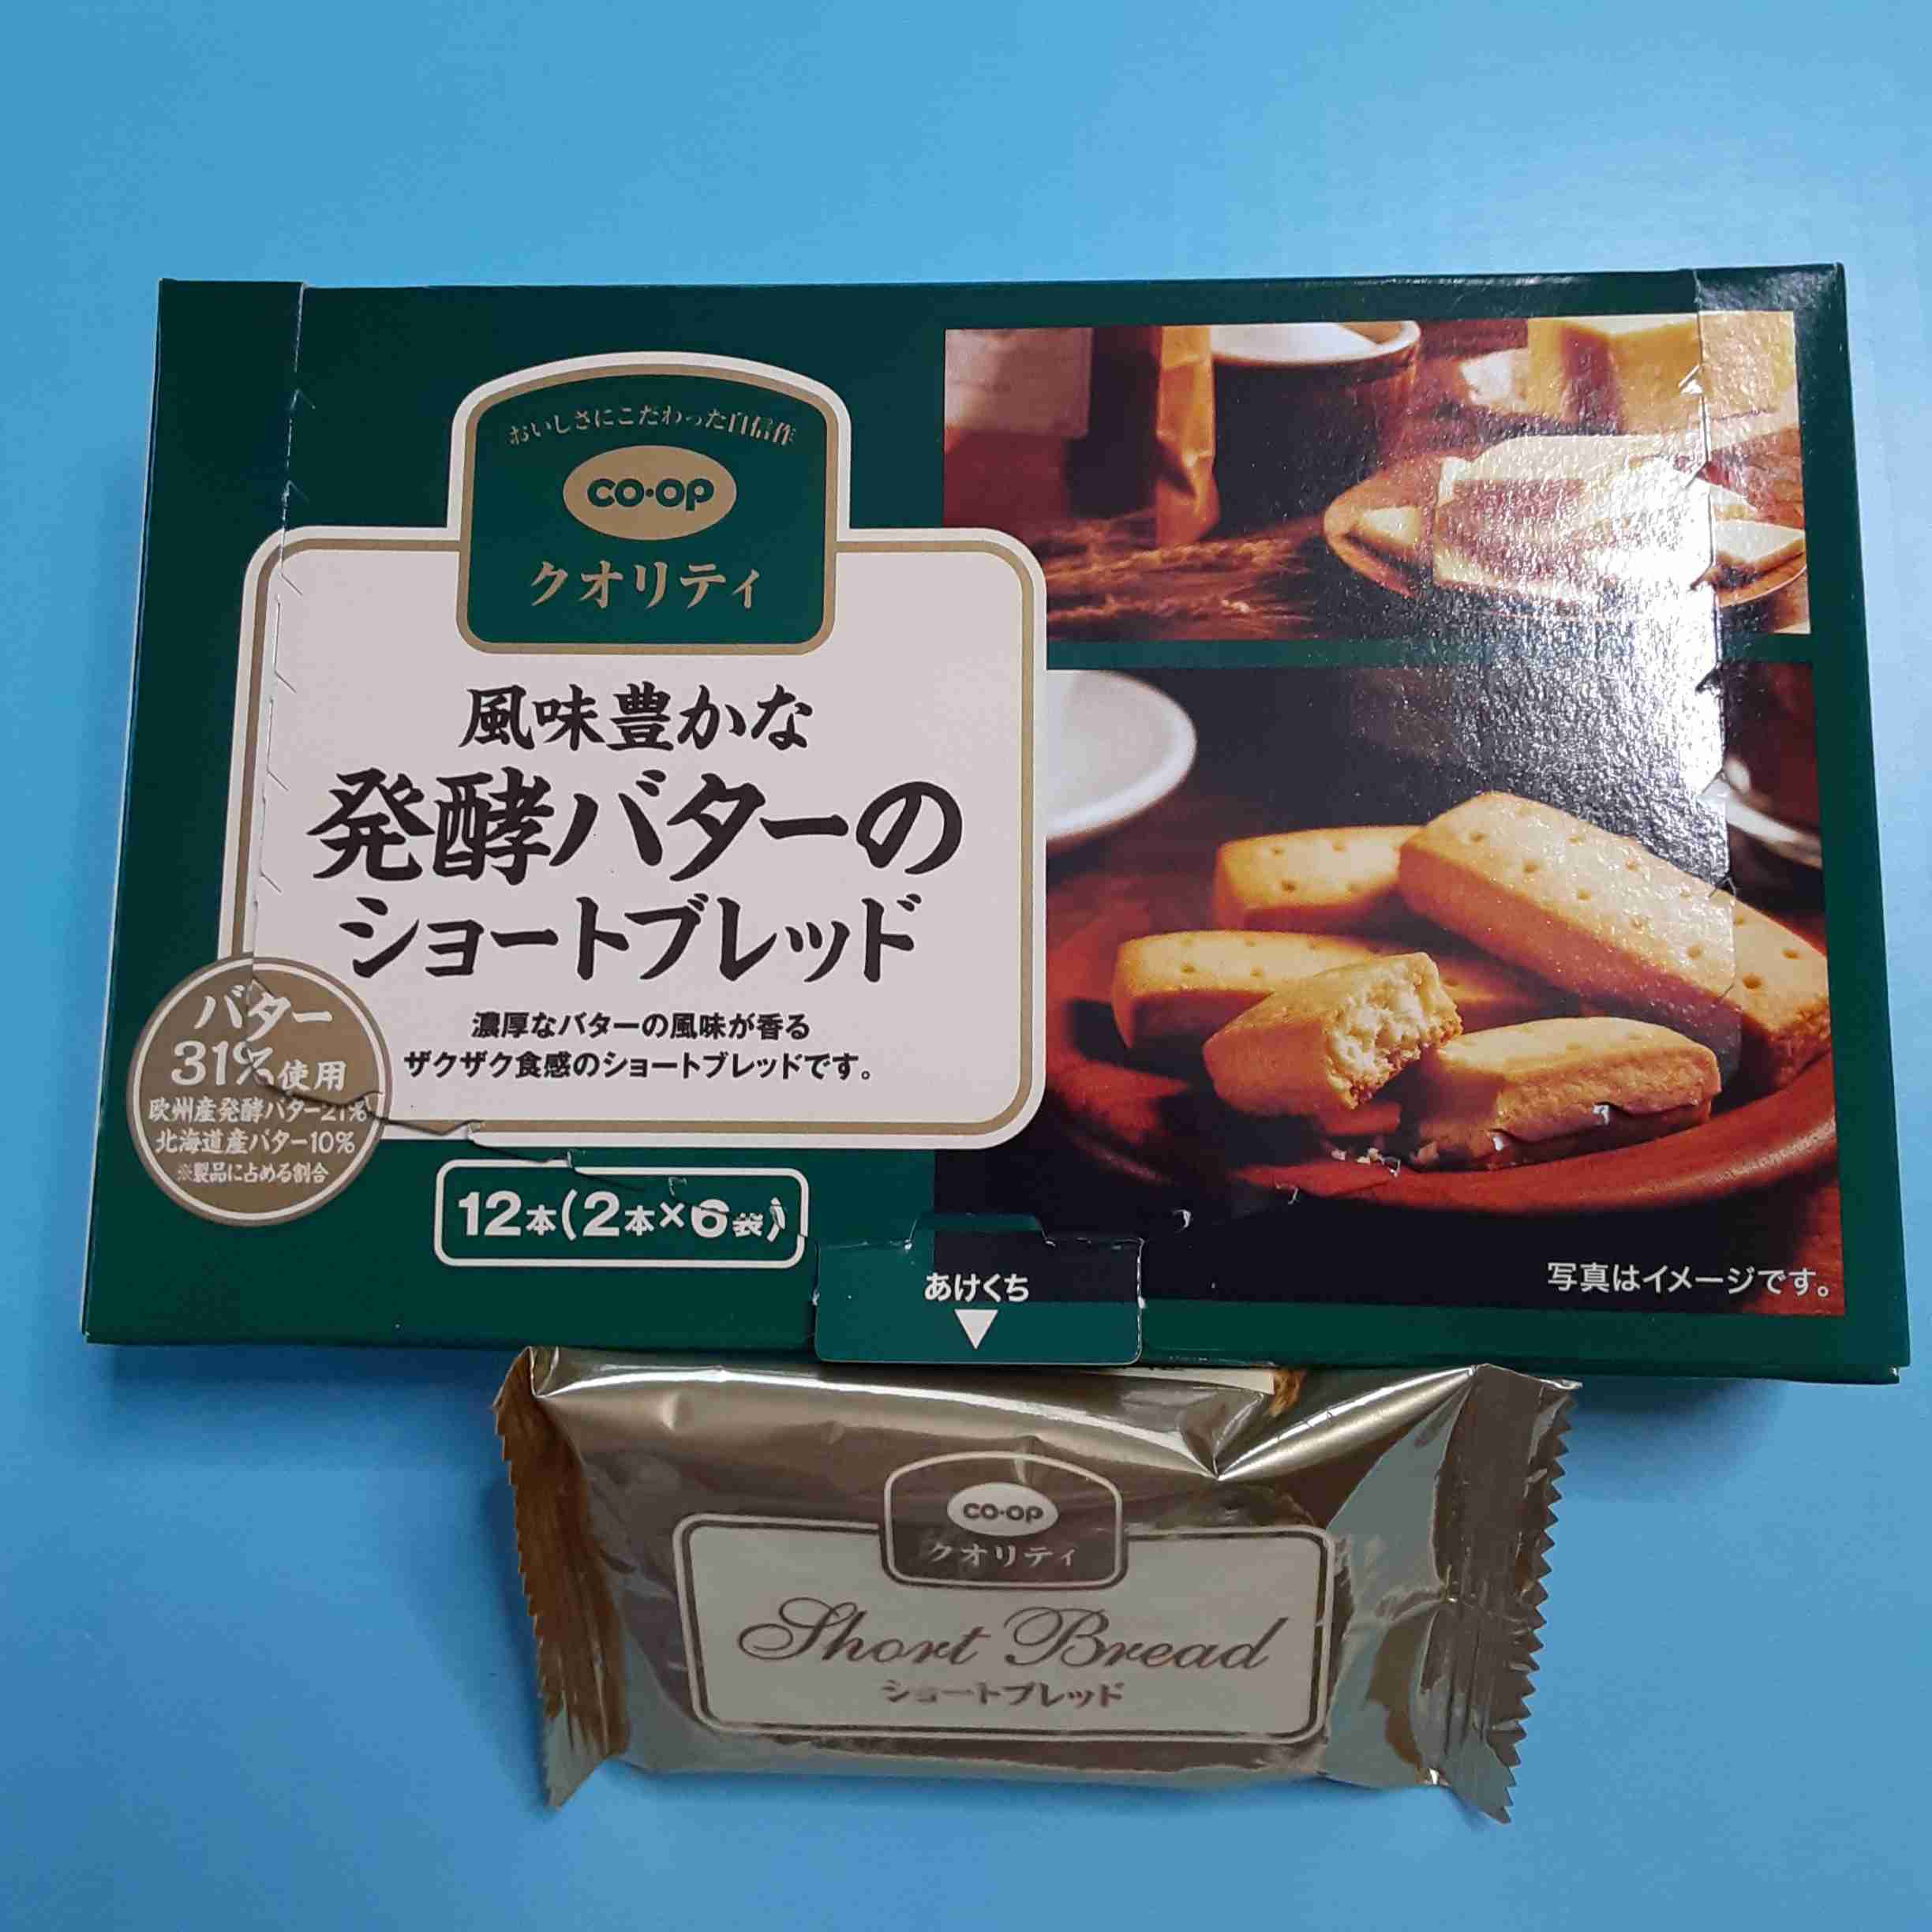 おいしさにこだわった自信作
CO·OP
クオリティ
風味豊かな
発酵バターの
ショートブレッド
濃厚なバターの風味が香る
ザクザク食感のショートブレッドです。
バター
31%使用
欧州産発酵バター21%
北海道産バター10%
※製品に占める割合
12本(2本×6袋)
あけくち
写真はイメージです。
CO·OP
クオリティ
Short Bread
ショートブレッド